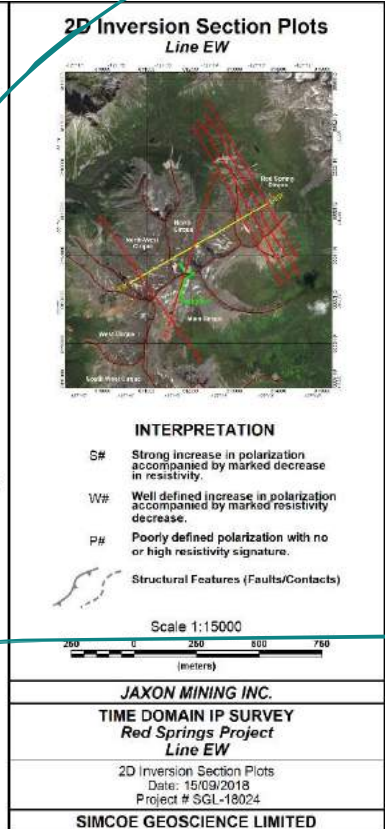 2D Inversion Section Plots
Line EW
Red Spring
Cirque
North
Cirque
North-West
Cirque
Main Cirque
West Cirque
South West Cirque
INTERPRETATION
S# Strong increase in polarization
accompanied by marked decrease
in resistivity.
W# Well defined increase in polarization
accompanied by marked resistivity
decrease.
P# Poorly defined polarization with no
or high resistivity signature.
Structural Features (Faults/Contacts)
Scale 1:15000
250 0 250 500 750
(meters)
JAXON MINING INC.
TIME DOMAIN IP SURVEY
Red Springs Project
Line EW
2D Inversion Section Plots
Date: 15/09/2018
Project # SGL-18024
SIMCOE GEOSCIENCE LIMITED